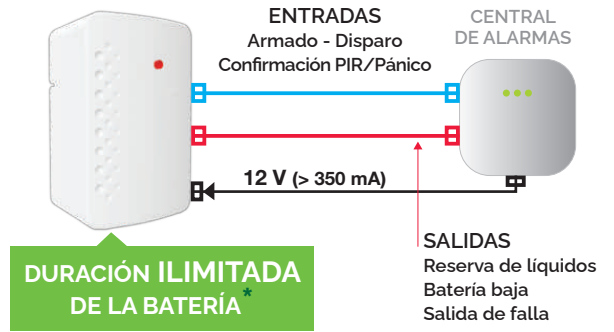 ENTRADAS
Armado - Disparo
Confirmación PIR/Pánico
CENTRAL
DE ALARMAS
12 V (> 350 mA)
SALIDAS
Reserva de líquidos
Batería baja
Salida de falla
DURACIÓN ILIMITADA
DE LA BATERÍA*